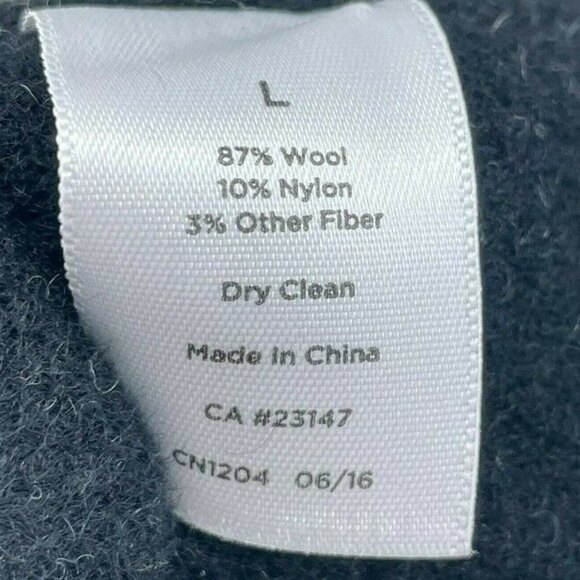 L
87% Wool
10% Nylon
3% Other Fiber
Dry Clean
Made In China
CA #23147
CN1204 06/16